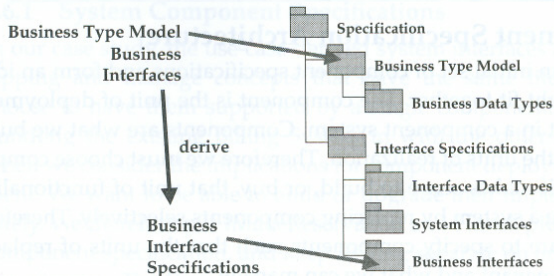 Business Type Model
Business
Interfaces
derive
Business
Interface
Specifications
Specification
Business Type Model
Business Data Types
Interface Specifications
Interface Data Types
System Interfaces
Business Interfaces